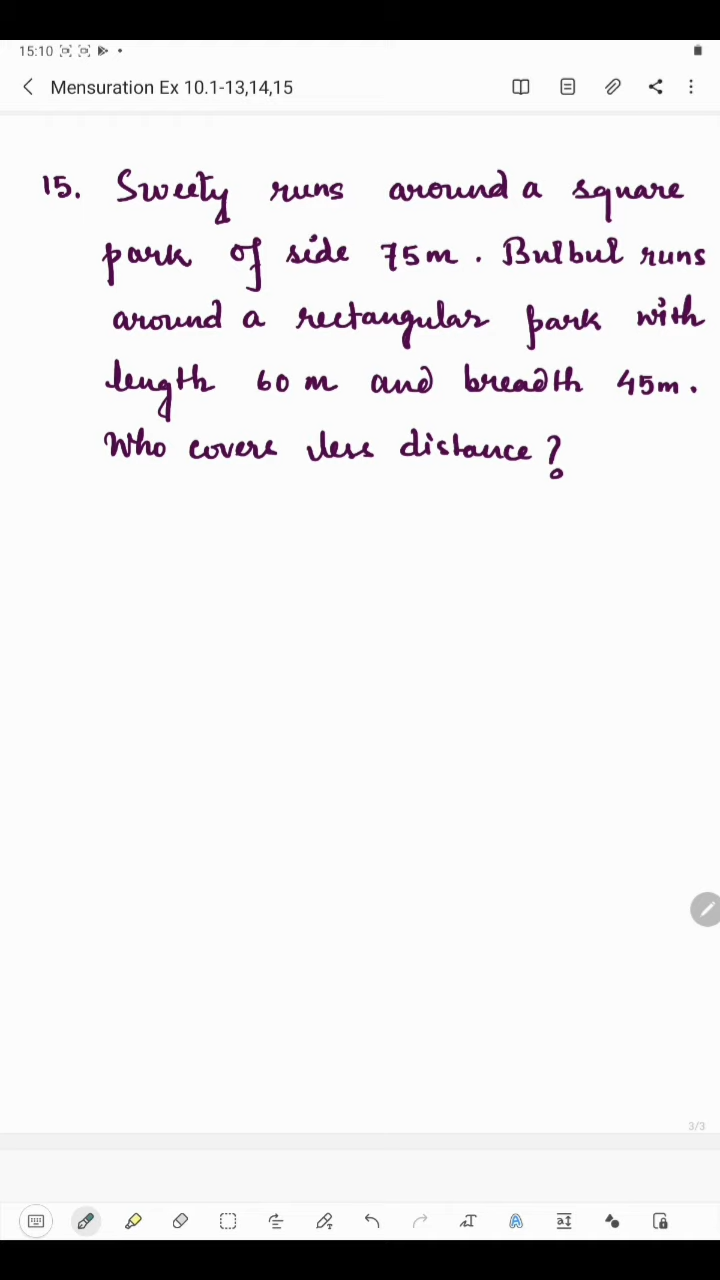 15:10
Mensuration Ex 10.1-13,14,15
15. Sweety runs around a square
park of side 75m. Bulbul runs
around a rectangular park with
length 60 m and breadth 45m.
Who covers less distance?
3/3